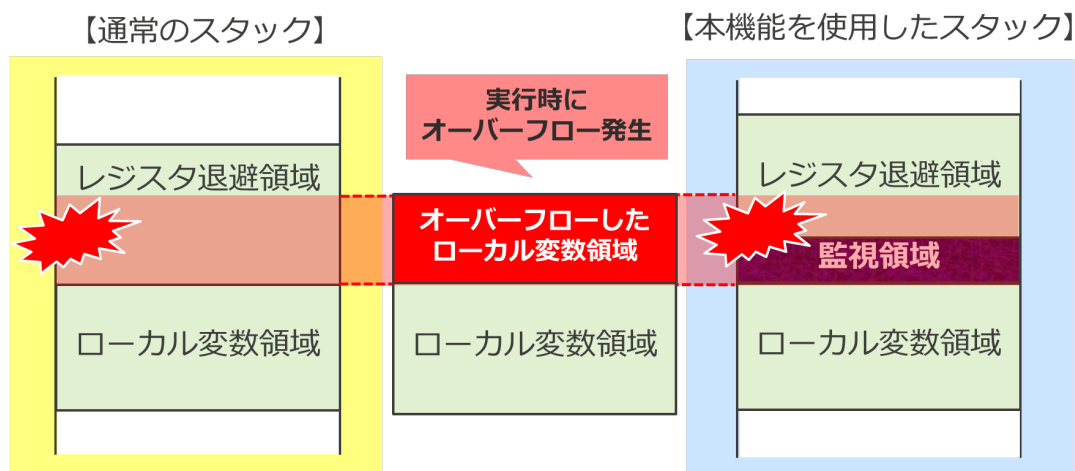 【通常のスタック】
【本機能を使用したスタック】
実行時に
オーバーフロー発生
レジスタ退避領域
レジスタ退避領域
オーバーフローした
ローカル変数領域
監視領域
ローカル変数領域
ローカル変数領域
ローカル変数領域